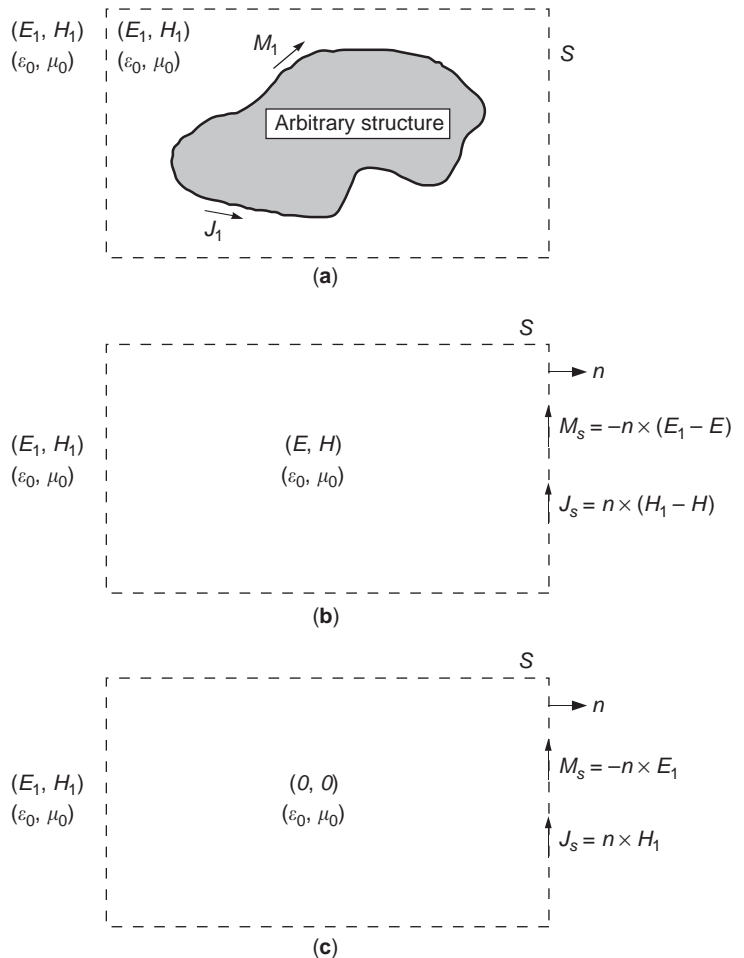 (E₁, H₁) (E₁, H₁)
(ε₀, μ₀) (ε₀, μ₀)
M₁
S
Arbitrary structure
J₁
(a)
S
n
(E₁, H₁) (E, H)
(ε₀, μ₀) (ε₀, μ₀)
Mₛ = −n × (E₁ − E)
Jₛ = n × (H₁ − H)
(b)
S
n
(E₁, H₁) (0, 0)
(ε₀, μ₀) (ε₀, μ₀)
Mₛ = −n × E₁
Jₛ = n × H₁
(c)